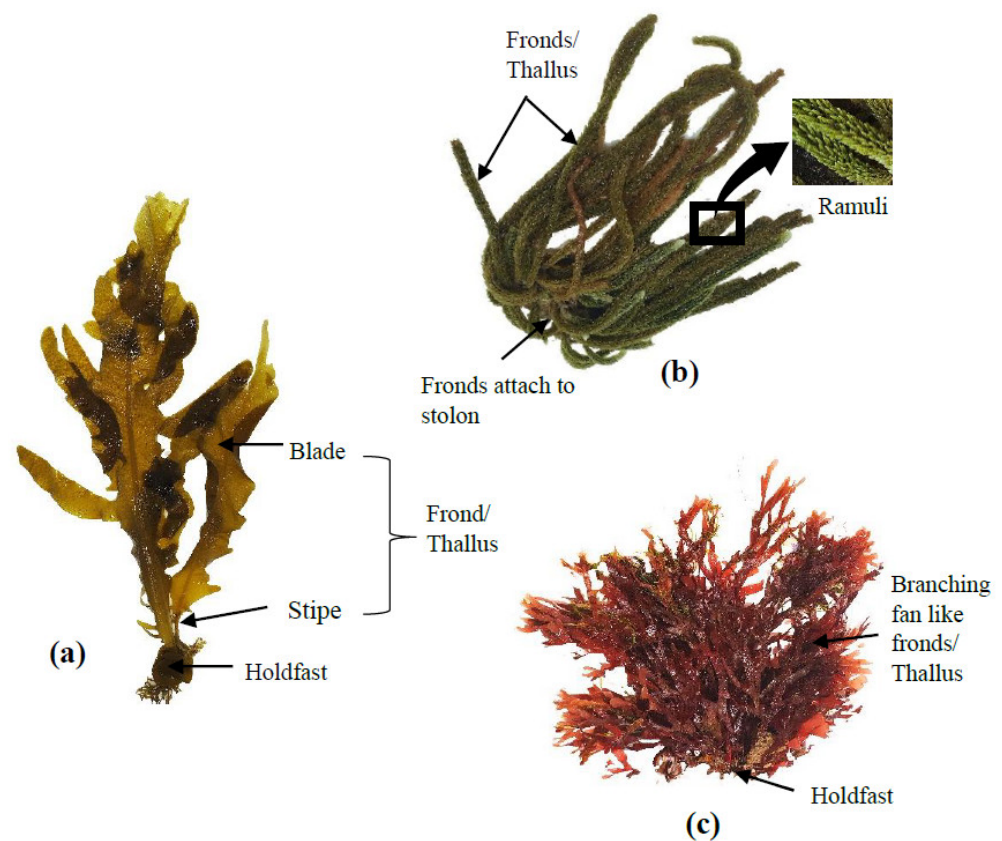 Fronds/
Thallus
Ramuli
Fronds attach to
stolon
(b)
Blade
Frond/
Thallus
Stipe
(a)
Holdfast
Branching
fan like
fronds/
Thallus
Holdfast
(c)